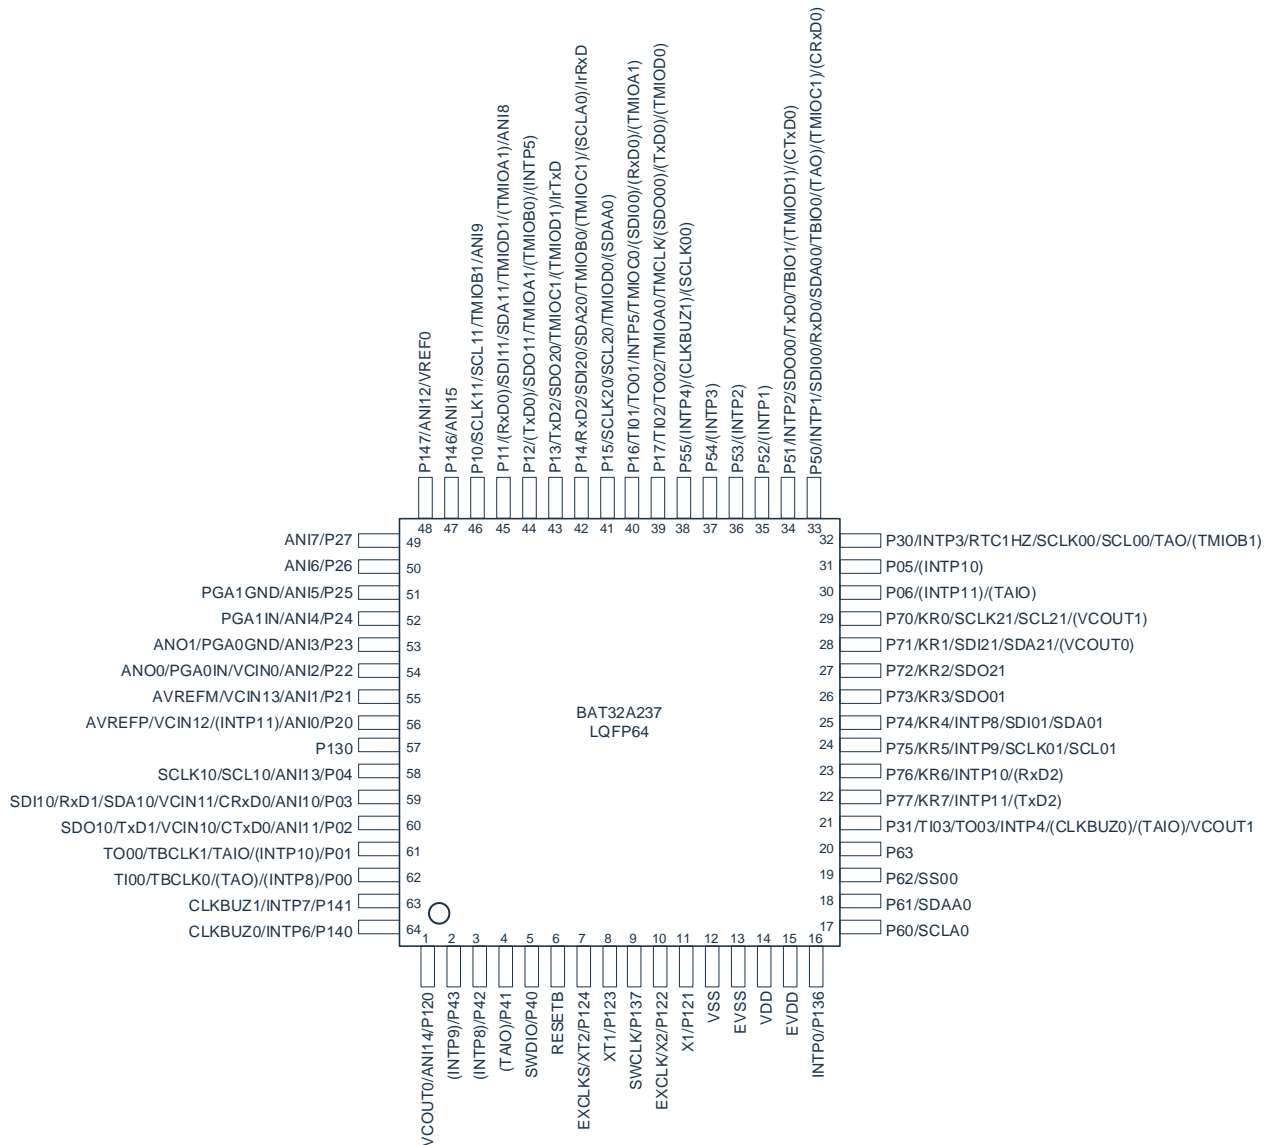 P147/ANI12/VREF0
P146/ANI15
P10/SCLK11/SCL11/TMIOB1/ANI9
P11/(RxD0)/SDI11/SDA11/TMIOD1/(TMIOA1)/ANI8
P12/(TxD0)/SDO11/TMIOA1/(TMIOB0)/(INTP5)
P13/TxD2/SDO20/TMIOC1/(TMIOD1)/IrTxD
P14/RxD2/SDI20/SDA20/TMIOB0/(TMIOC1)/(SCLA0)/IrRxD
P15/SCLK20/SCL20/TMIOD0/(SDAA0)
P16/TI01/TO01/INTP5/TMIOC0/(SDI00)/(RxD0)/(TMIOA1)
P17/TI02/TO02/TMIOA0/TMCLK/(SDO00)/(TxD0)/(TMIOD0)
P55/(INTP4)/(CLKBUZ1)/(SCLK00)
P54/(INTP3)
P53/(INTP2)
P52/(INTP1)
P51/INTP2/SDO00/TxD0/TBIO1/(TMIOD1)/(CTxD0)
P50/INTP1/SDI00/RxD0/SDA00/TBIO0/(TAO)/(TMIOC1)/(CRxD0)
48 47 46 45 44 43 42 41 40 39 38 37 36 35 34 33
ANI7/P27 49
ANI6/P26 50
PGA1GND/ANI5/P25 51
PGA1IN/ANI4/P24 52
ANO1/PGA0GND/ANI3/P23 53
ANO0/PGA0IN/VCIN0/ANI2/P22 54
AVREFM/VCIN13/ANI1/P21 55
AVREFP/VCIN12/(INTP11)/ANI0/P20 56
P130 57
SCLK10/SCL10/ANI13/P04 58
SDI10/RxD1/SDA10/VCIN11/CRxD0/ANI10/P03 59
SDO10/TxD1/VCIN10/CTxD0/ANI11/P02 60
TO00/TBCLK1/TAIO/(INTP10)/P01 61
TI00/TBCLK0/(TAO)/(INTP8)/P00 62
CLKBUZ1/INTP7/P141 63
CLKBUZ0/INTP6/P140 64
BAT32A237
LQFP64
32 P30/INTP3/RTC1HZ/SCLK00/SCL00/TAO/(TMIOB1)
31 P05/(INTP10)
30 P06/(INTP11)/(TAIO)
29 P70/KR0/SCLK21/SCL21/(VCOUT1)
28 P71/KR1/SDI21/SDA21/(VCOUT0)
27 P72/KR2/SDO21
26 P73/KR3/SDO01
25 P74/KR4/INTP8/SDI01/SDA01
24 P75/KR5/INTP9/SCLK01/SCL01
23 P76/KR6/INTP10/(RxD2)
22 P77/KR7/INTP11/(TxD2)
21 P31/TI03/TO03/INTP4/(CLKBUZ0)/(TAIO)/VCOUT1
20 P63
19 P62/SS00
18 P61/SDAA0
17 P60/SCLA0
1 2 3 4 5 6 7 8 9 10 11 12 13 14 15 16
VCOUT0/ANI14/P120
(INTP9)/P43
(INTP8)/P42
(TAIO)/P41
SWDIO/P40
RESETB
EXCLKS/XT2/P124
XT1/P123
SWCLK/P137
EXCLK/X2/P122
X1/P121
VSS
EVSS
VDD
EVDD
INTP0/P136